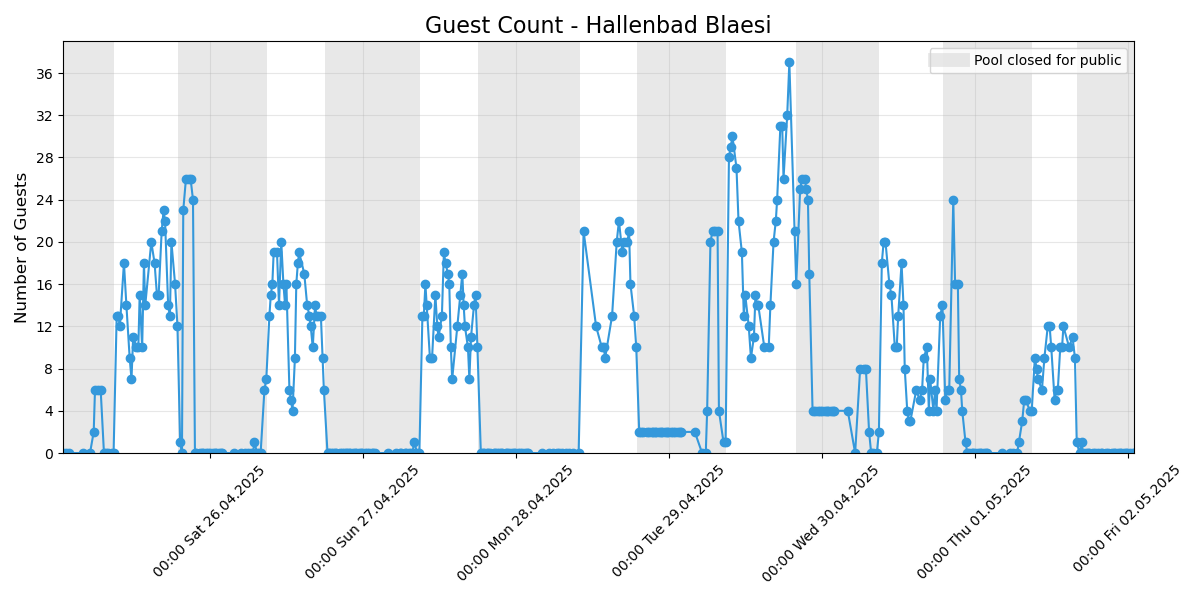 Guest Count - Hallenbad Blaesi
Pool closed for public
Number of Guests
36
32
28
24
20
16
12
8
4
0
00:00 Sat 26.04.2025
00:00 Sun 27.04.2025
00:00 Mon 28.04.2025
00:00 Tue 29.04.2025
00:00 Wed 30.04.2025
00:00 Thu 01.05.2025
00:00 Fri 02.05.2025